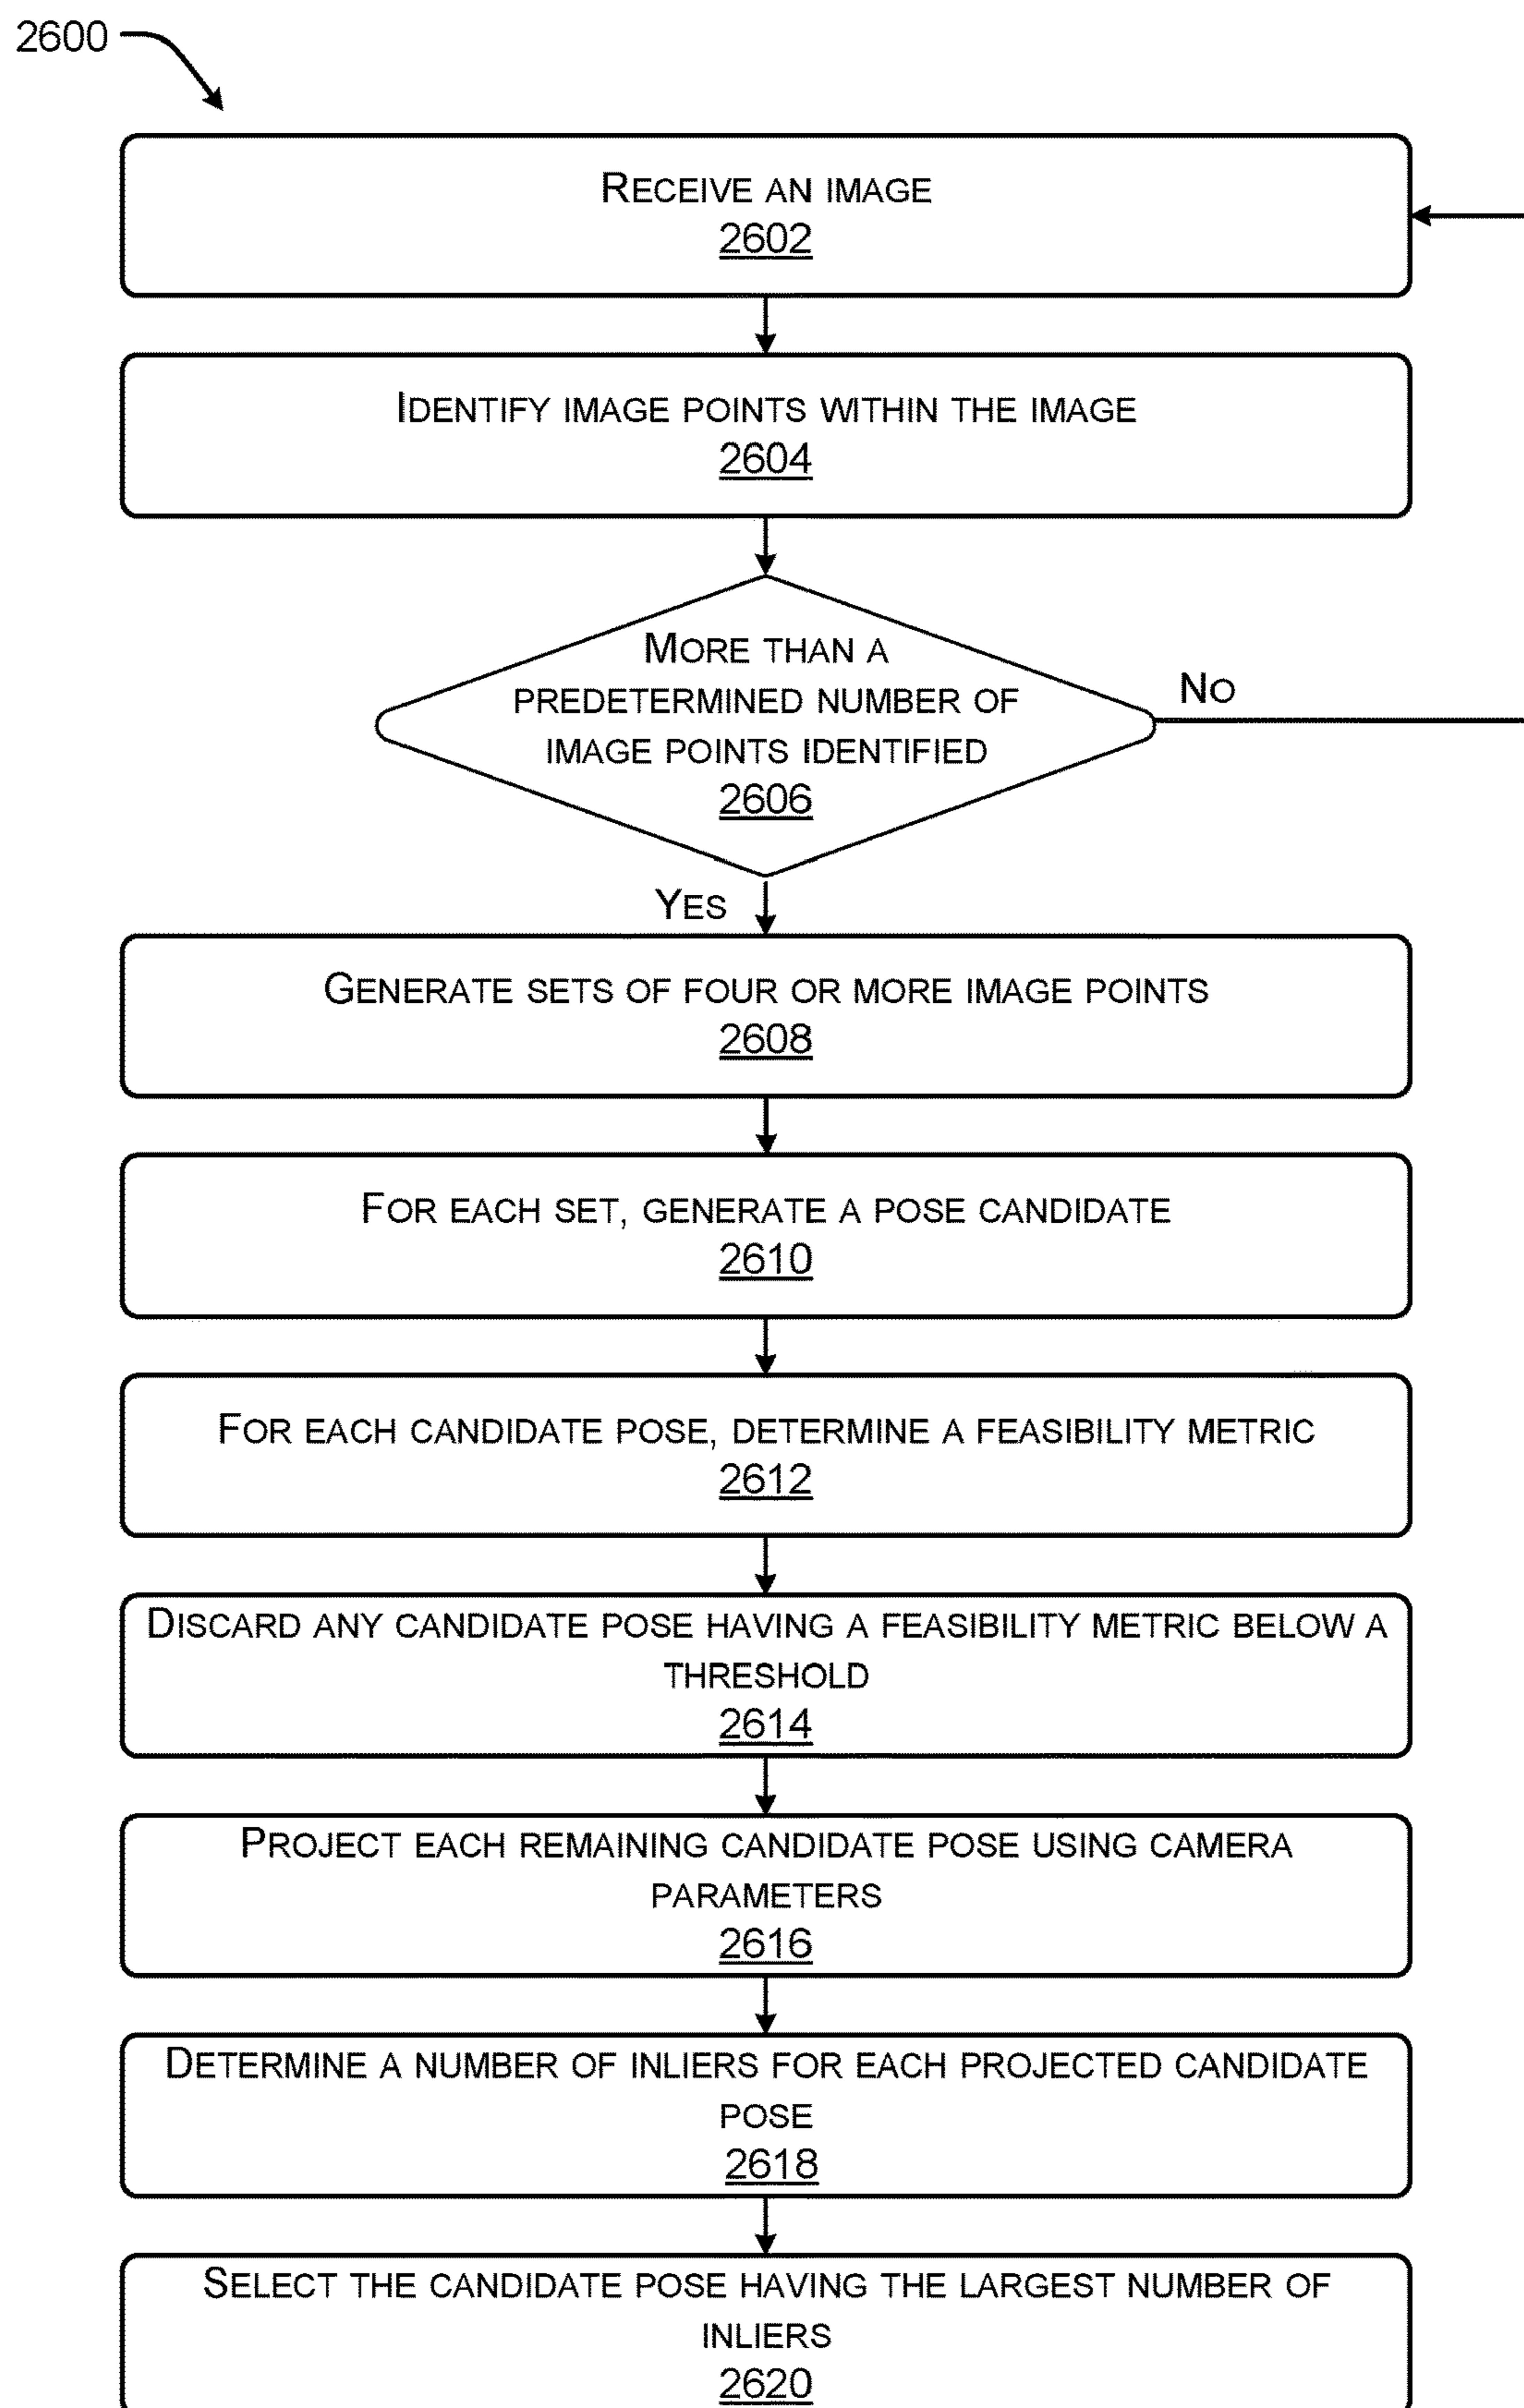 2600
RECEIVE AN IMAGE
2602
IDENTIFY IMAGE POINTS WITHIN THE IMAGE
2604
MORE THAN A
PREDETERMINED NUMBER OF
IMAGE POINTS IDENTIFIED
2606
NO
YES
GENERATE SETS OF FOUR OR MORE IMAGE POINTS
2608
FOR EACH SET, GENERATE A POSE CANDIDATE
2610
FOR EACH CANDIDATE POSE, DETERMINE A FEASIBILITY METRIC
2612
DISCARD ANY CANDIDATE POSE HAVING A FEASIBILITY METRIC BELOW A
THRESHOLD
2614
PROJECT EACH REMAINING CANDIDATE POSE USING CAMERA
PARAMETERS
2616
DETERMINE A NUMBER OF INLIERS FOR EACH PROJECTED CANDIDATE
POSE
2618
SELECT THE CANDIDATE POSE HAVING THE LARGEST NUMBER OF
INLIERS
2620